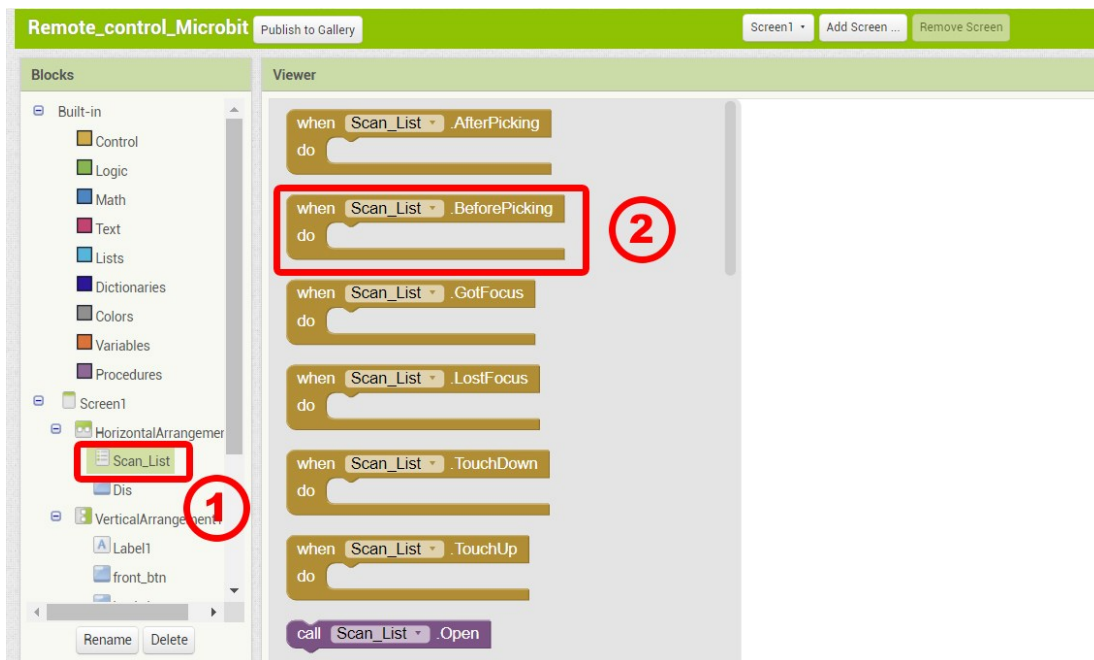 Remote_control_Microbit Publish to Gallery Screen1 Add Screen ... Remove Screen
Blocks
Built-in
Control
Logic
Math
Text
Lists
Dictionaries
Colors
Variables
Procedures
Screen1
HorizontalArrangemer
Scan_List
1
Dis
VerticalArrangement1
Label1
front_btn
Rename Delete
Viewer
when Scan_List .AfterPicking
do
when Scan_List .BeforePicking
do
2
when Scan_List .GotFocus
do
when Scan_List .LostFocus
do
when Scan_List .TouchDown
do
when Scan_List .TouchUp
do
call Scan_List .Open